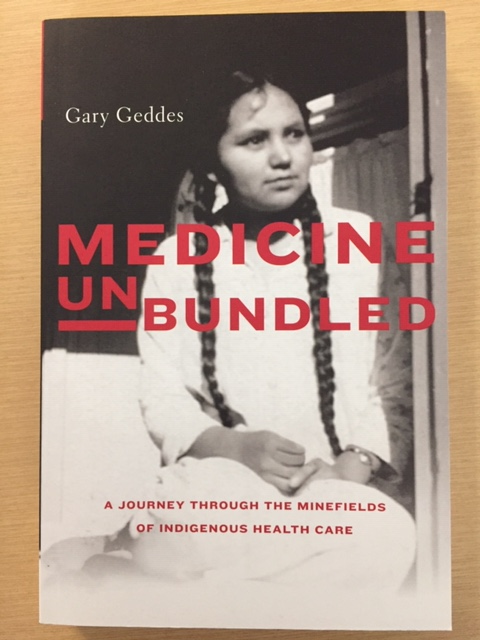 Gary Geddes
MEDICINE
UN
BUNDLED
A JOURNEY THROUGH THE MINEFIELDS
OF INDIGENOUS HEALTH CARE